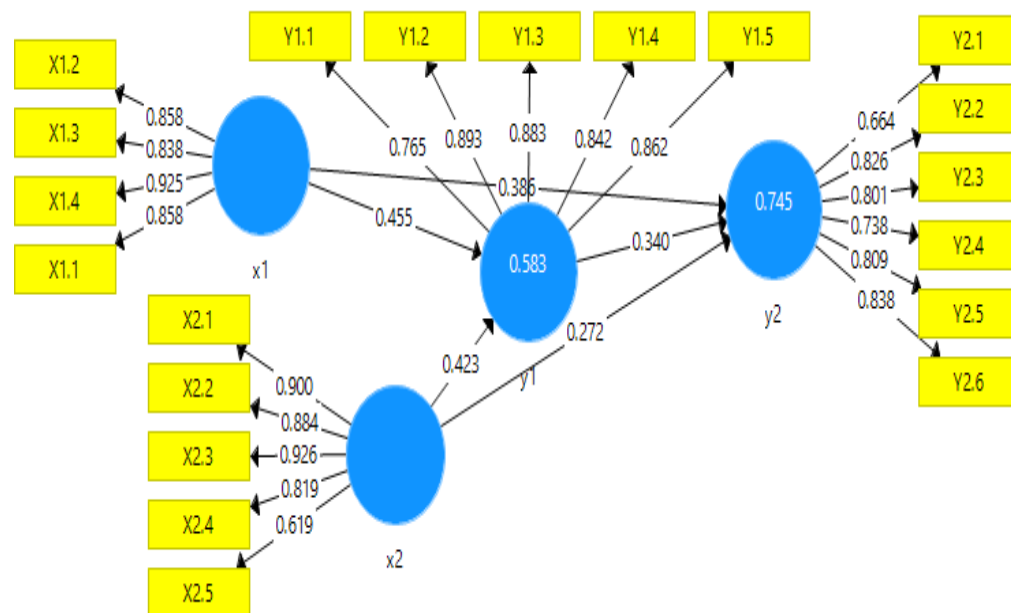 Y1.1
Y1.2
Y1.3
Y1.4
Y1.5
Y2.1
Y2.2
Y2.3
Y2.4
Y2.5
Y2.6
X1.2
X1.3
X1.4
X1.1
0.858
0.838
0.925
0.858
x1
0.765
0.893
0.883
0.842
0.862
0.386
0.455
0.583
y1
0.340
0.745
y2
0.664
0.826
0.801
0.738
0.809
0.838
X2.1
X2.2
X2.3
X2.4
X2.5
0.900
0.884
0.926
0.819
0.619
x2
0.423
0.272